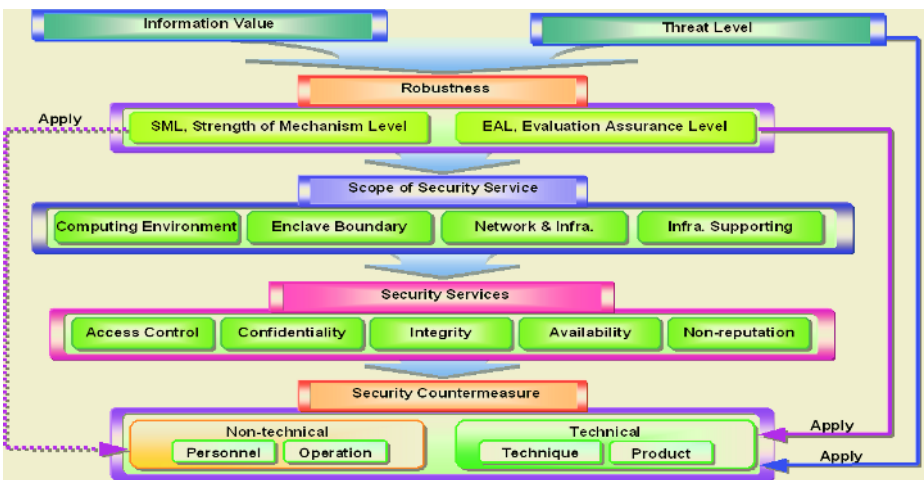 Information Value
Threat Level
Robustness
Apply
SML, Strength of Mechanism Level
EAL, Evaluation Assurance Level
Scope of Security Service
Computing Environment
Enclave Boundary
Network & Infra.
Infra. Supporting
Security Services
Access Control
Confidentiality
Integrity
Availability
Non-reputation
Security Countermeasure
Non-technical
Technical
Apply
Personnel
Operation
Technique
Product
Apply